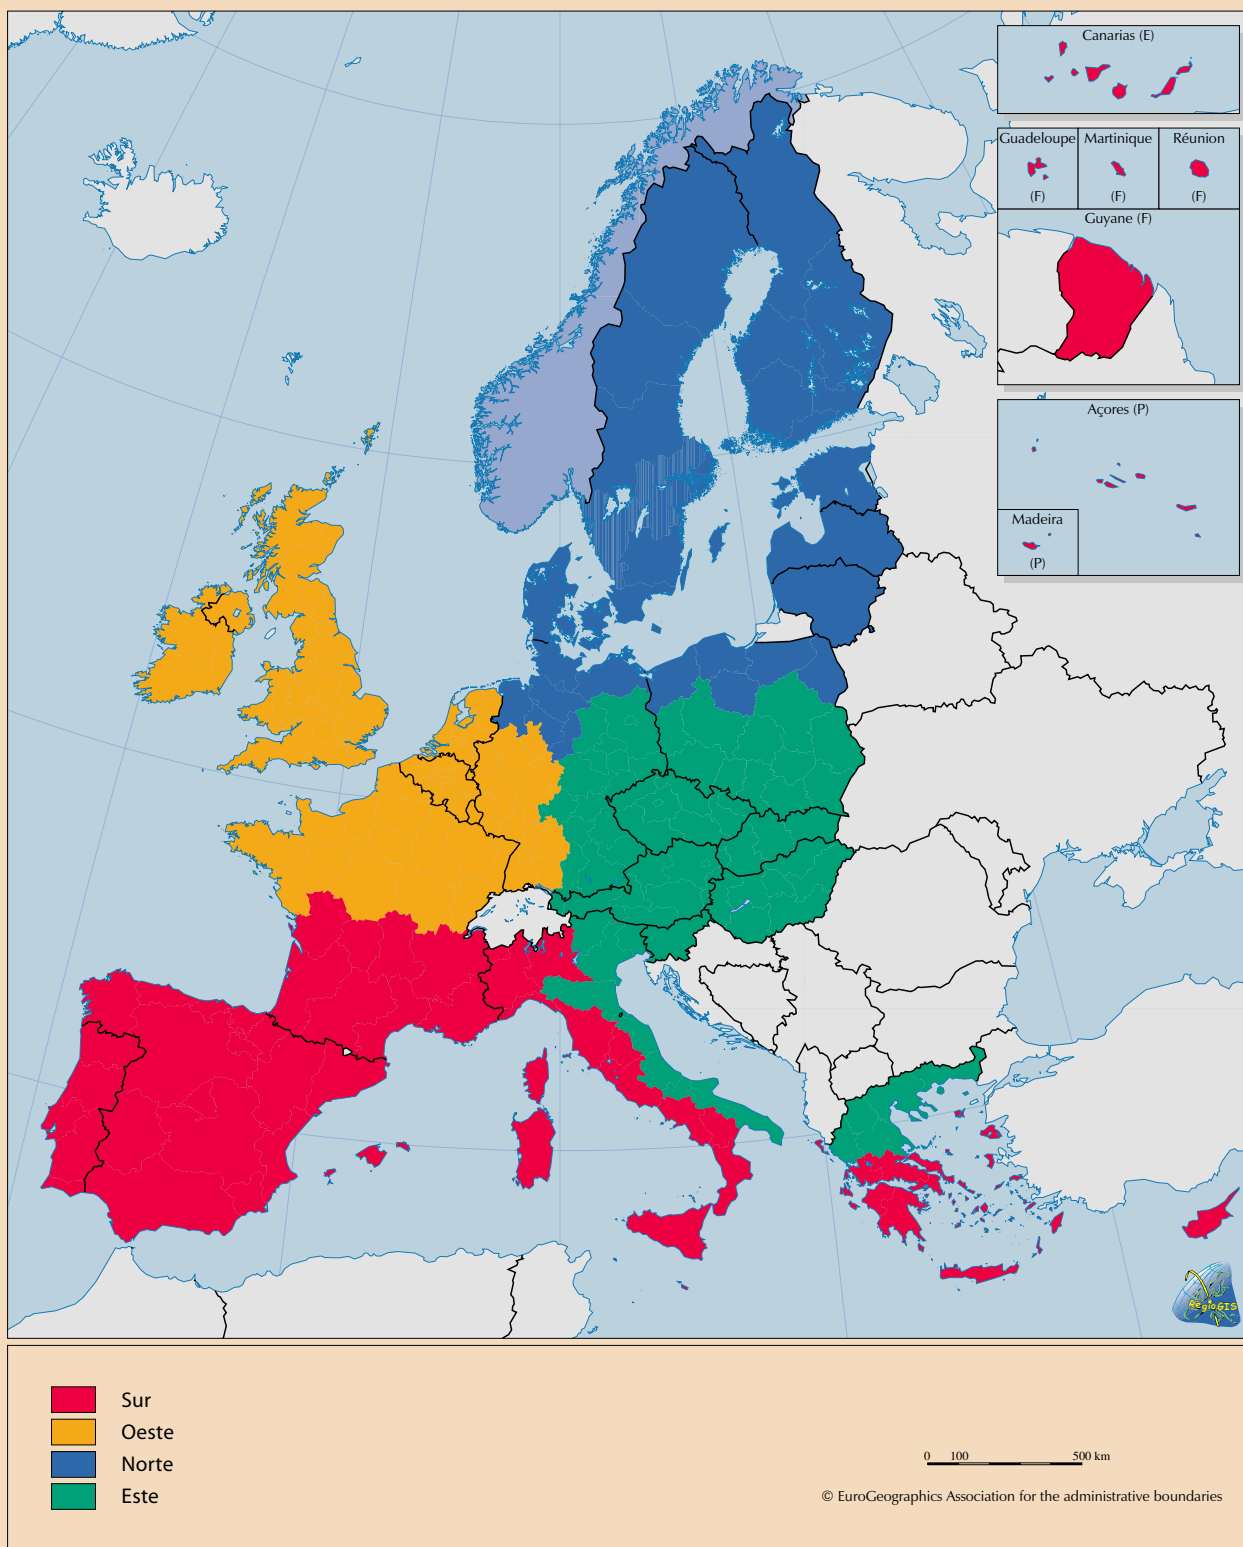 Canarias (E)
Guadeloupe Martinique Réunion
(F) (F) (F)
Guyane (F)
Açores (P)
Madeira
(P)
RegioGIS
Sur
Oeste
Norte
Este
0 100 500 km
© EuroGeographics Association for the administrative boundaries